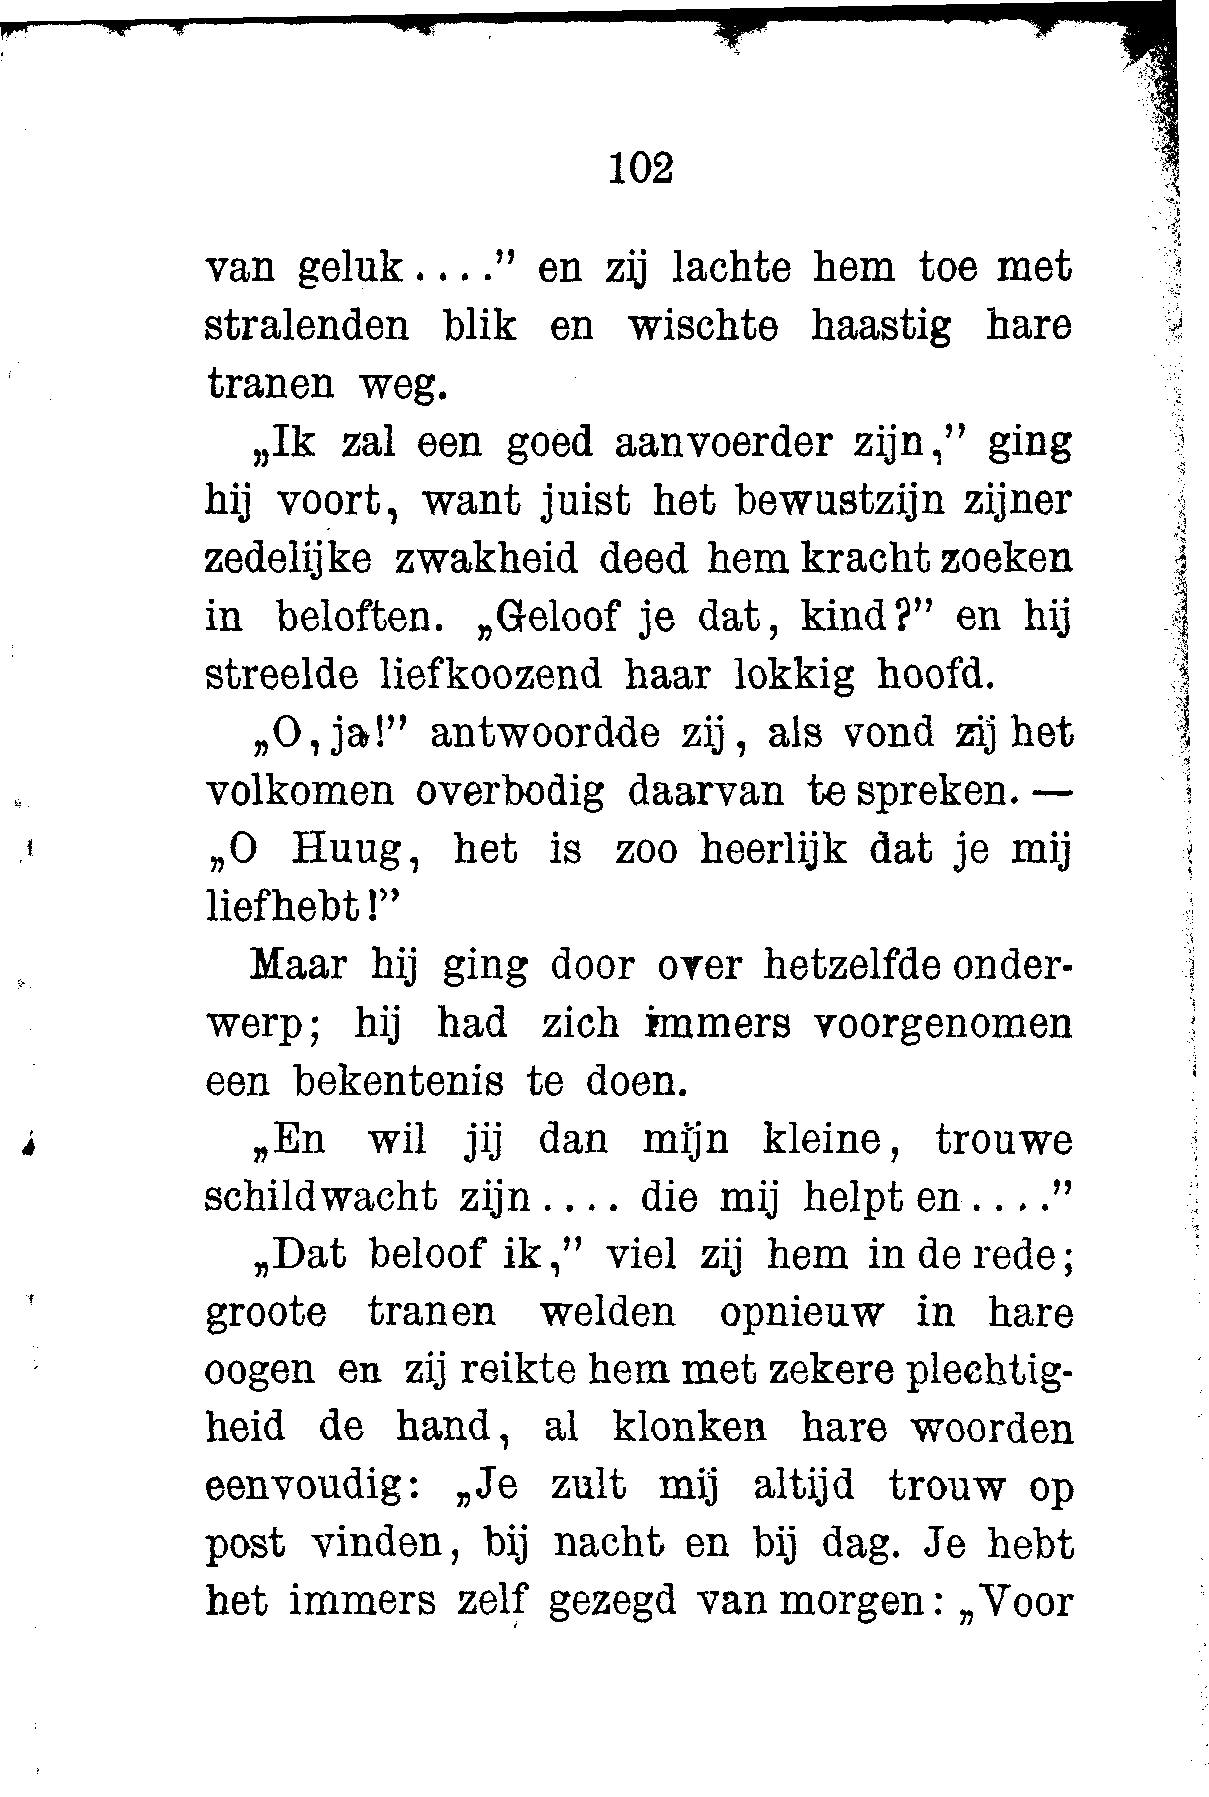 102
van geluk . . . .” en zij lachte hem toe met
stralenden blik en wischte haastig hare
tranen weg.
„Ik zal een goed aanvoerder zijn,” ging
hij voort, want juist het bewustzijn zijner
zedelijke zwakheid deed hem kracht zoeken
in beloften. „Geloof je dat, kind?” en hij
streelde liefkoozend haar lokkig hoofd.
„O, ja!” antwoordde zij, als vond zij het
volkomen overbodig daarvan te spreken. —
„O Huug, het is zoo heerlijk dat je mij
liefhebt!”
Maar hij ging door over hetzelfde onder-
werp; hij had zich immers voorgenomen
een bekentenis te doen.
„En wil jij dan mijn kleine, trouwe
schildwacht zijn . . . . die mij helpt en . . . .”
„Dat beloof ik,” viel zij hem in de rede;
groote tranen welden opnieuw in hare
oogen en zij reikte hem met zekere plechtig-
heid de hand, al klonken hare woorden
eenvoudig: „Je zult mij altijd trouw op
post vinden, bij nacht en bij dag. Je hebt
het immers zelf gezegd van morgen: „Voor